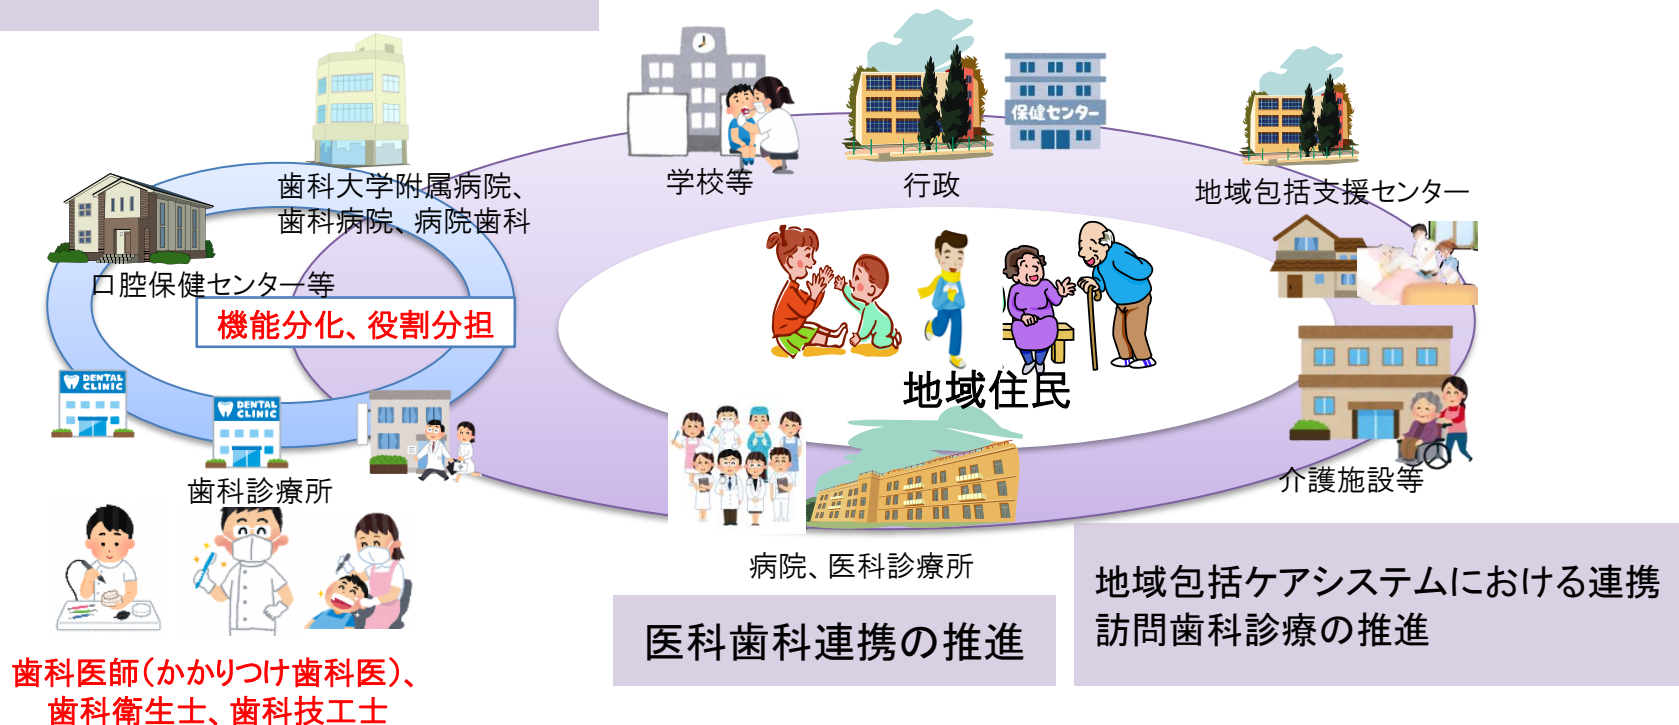 保健センター
学校等
行政
地域包括支援センター
歯科大学附属病院、
歯科病院、病院歯科
口腔保健センター等
機能分化、役割分担
地域住民
DENTAL
CLINIC
DENTAL
CLINIC
歯科診療所
介護施設等
病院、医科診療所
医科歯科連携の推進
地域包括ケアシステムにおける連携
訪問歯科診療の推進
歯科医師(かかりつけ歯科医)、
歯科衛生士、歯科技工士